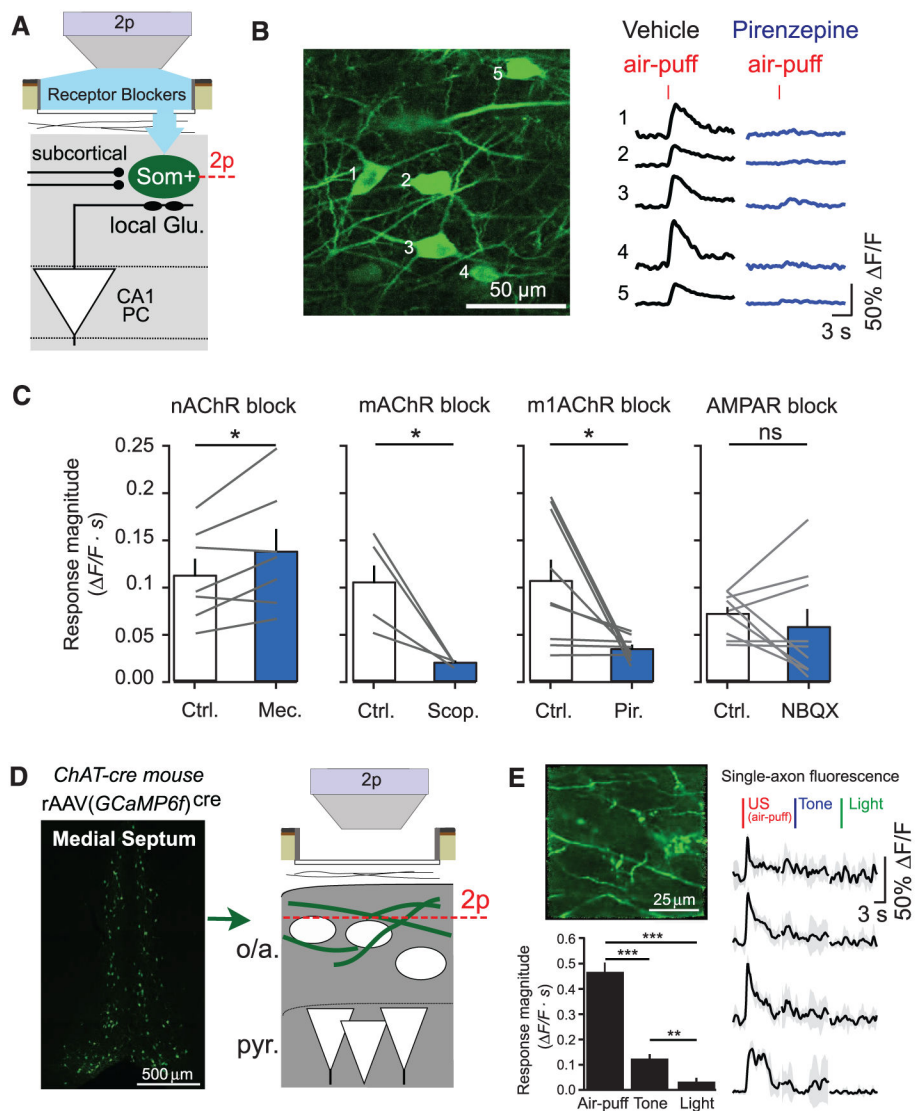 A
2p
Receptor Blockers
subcortical
Som+
2p
local Glu.
CA1
PC
B
1
2
3
4
5
50 µm
Vehicle
Pirenzepine
air-puff
air-puff
1
2
3
4
5
3 s
50% ΔF/F
C
nAChR block
mAChR block
m1AChR block
AMPAR block
*
*
*
ns
Response magnitude
(ΔF/F · s)
0.25
0.20
0.15
0.10
0.05
0.00
Ctrl.
Mec.
Ctrl.
Scop.
Ctrl.
Pir.
Ctrl.
NBQX
D
ChAT-cre mouse
rAAV(GCaMP6f)cre
Medial Septum
500 µm
2p
2p
o/a.
pyr.
E
25 µm
Single-axon fluorescence
US
(air-puff)
Tone
Light
3 s
50% ΔF/F
Response magnitude
(ΔF/F · s)
0.6
0.5
0.4
0.3
0.2
0.1
0.0
***
***
**
Air-puff
Tone
Light